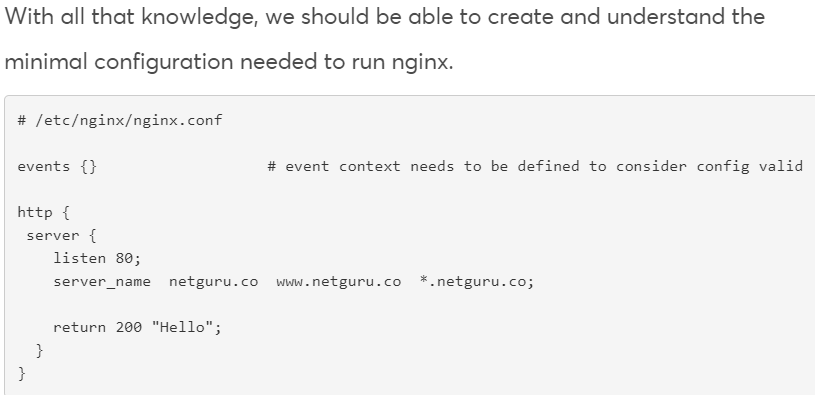 With all that knowledge, we should be able to create and understand the
minimal configuration needed to run nginx.
# /etc/nginx/nginx.conf
events {}                   # event context needs to be defined to consider config valid
http {
 server {
    listen 80;
    server_name  netguru.co  www.netguru.co  *.netguru.co;
    return 200 "Hello";
  }
}